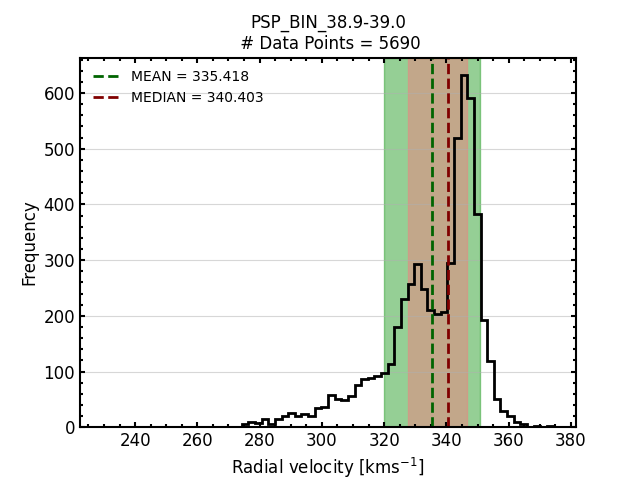 PSP_BIN_38.9-39.0
# Data Points = 5690
MEAN = 335.418
MEDIAN = 340.403
Frequency
600
500
400
300
200
100
0
240 260 280 300 320 340 360 380
Radial velocity [kms⁻¹]